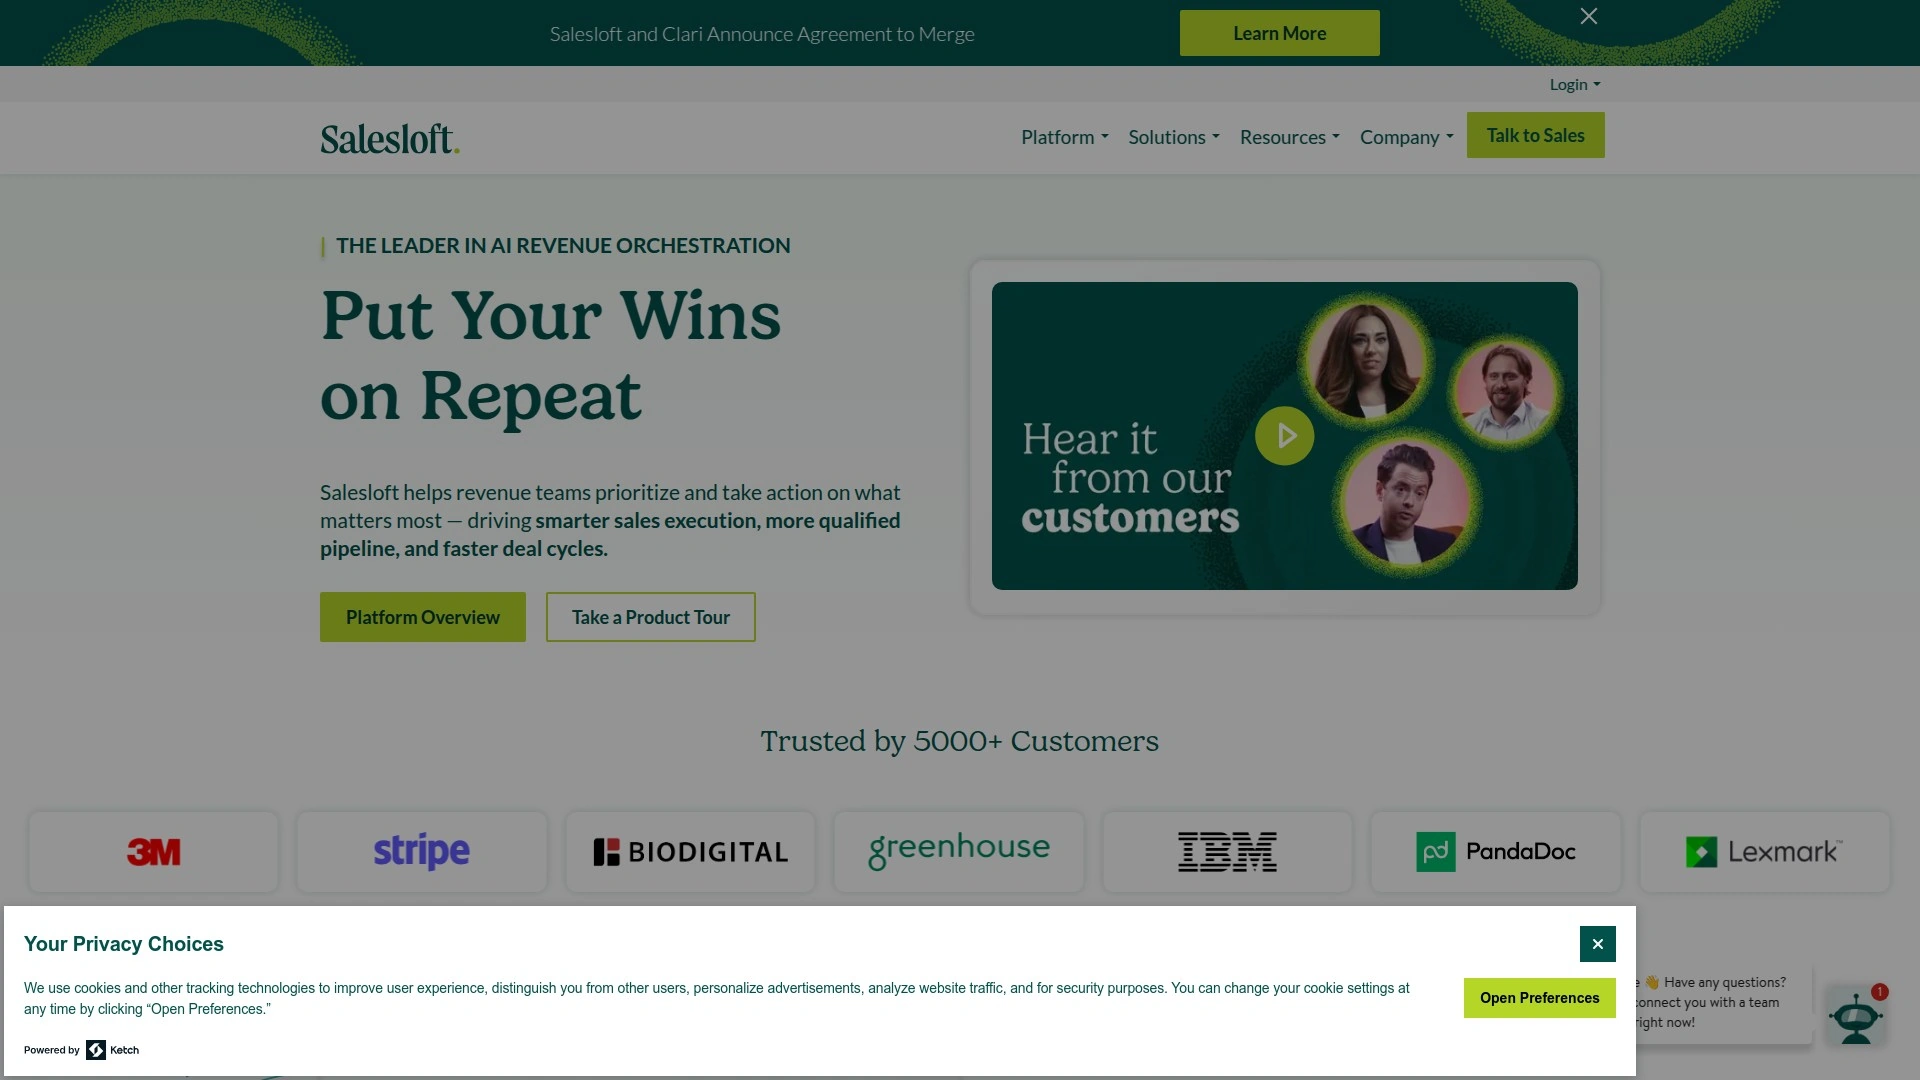 Salesloft and Clari Announce Agreement to Merge
Learn More
Login
Salesloft.
Platform
Solutions
Resources
Company
Talk to Sales
THE LEADER IN AI REVENUE ORCHESTRATION
Put Your Wins
on Repeat
Salesloft helps revenue teams prioritize and take action on what
matters most — driving smarter sales execution, more qualified
pipeline, and faster deal cycles.
Platform Overview
Take a Product Tour
Hear it
from our
customers
Trusted by 5000+ Customers
3M
stripe
BIODIGITAL
greenhouse
IBM
pd PandaDoc
Lexmark™
Your Privacy Choices
We use cookies and other tracking technologies to improve user experience, distinguish you from other users, personalize advertisements, analyze website traffic, and for security purposes. You can change your cookie settings at
any time by clicking “Open Preferences.”
Open Preferences
Powered by Ketch
👋 Have any questions?
connect you with a team
right now!
1